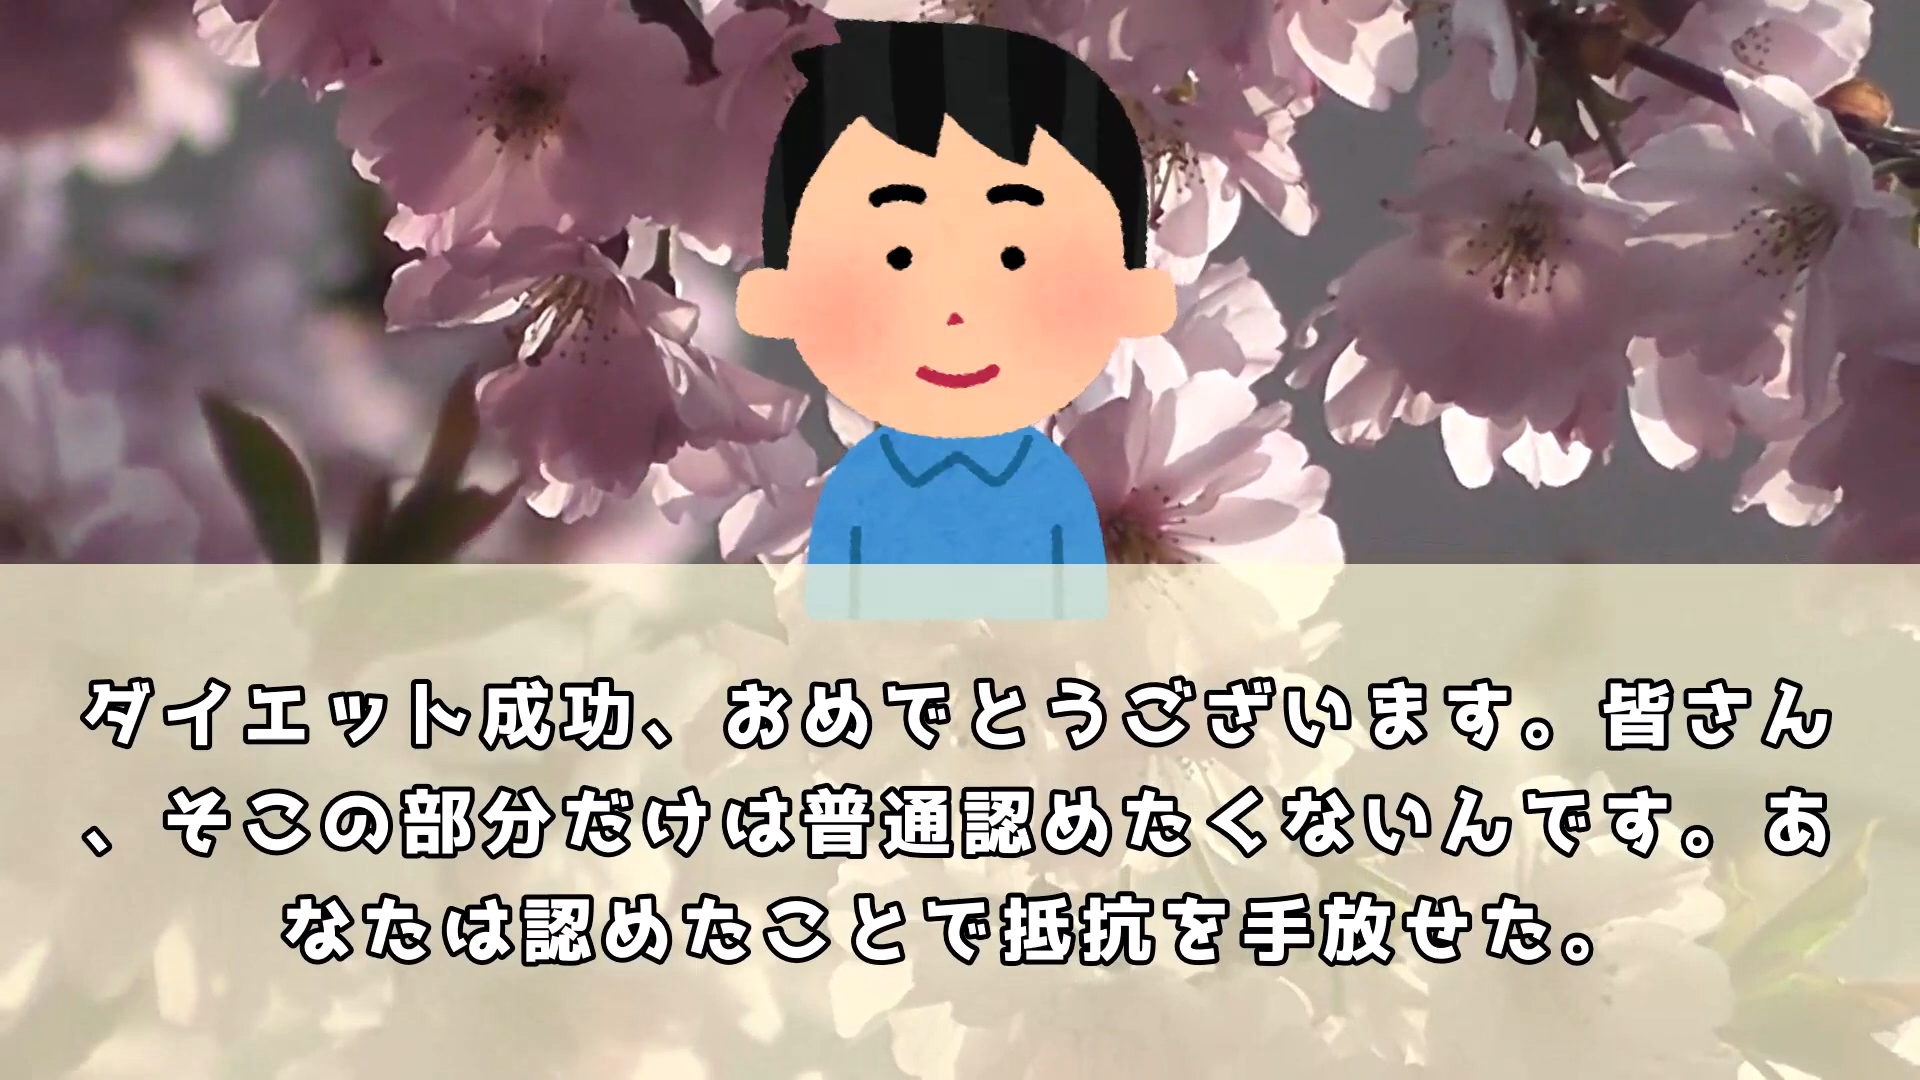 ダイエット成功、おめでとうございます。皆さん
、そこの部分だけは普通認めたくないんです。あ
なたは認めたことで抵抗を手放せた。